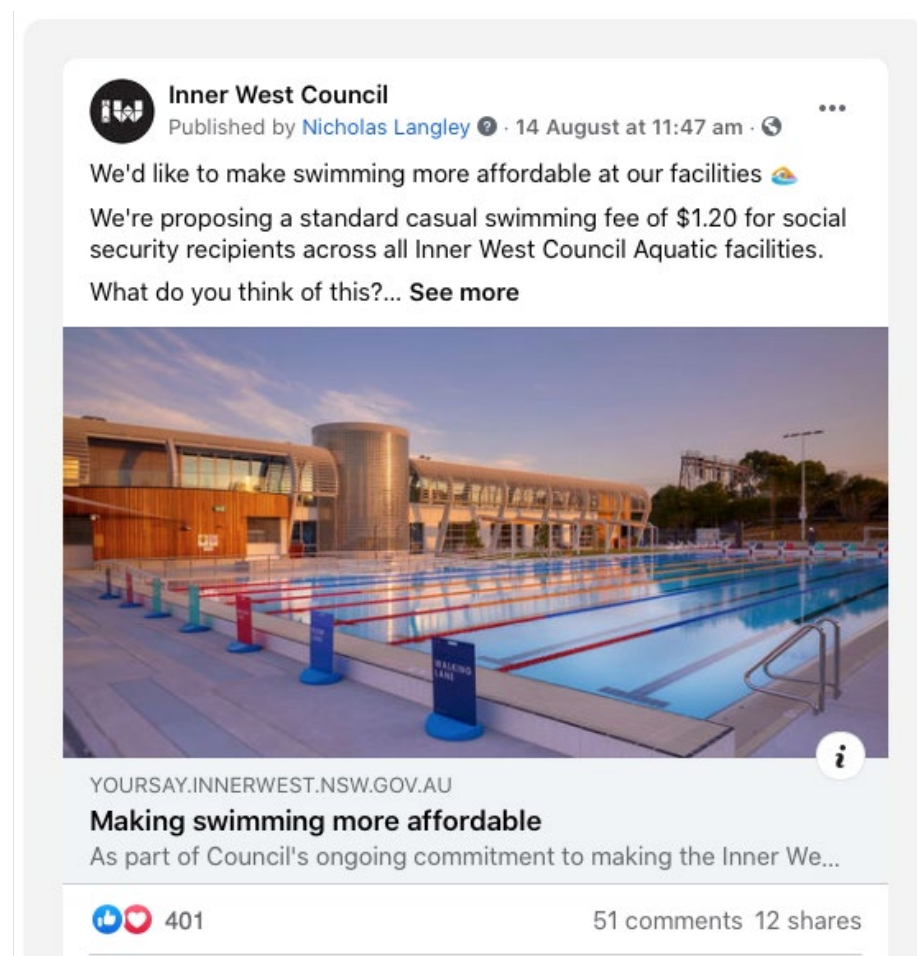 Inner West Council
Published by Nicholas Langley · 14 August at 11:47 am ·
We'd like to make swimming more affordable at our facilities 🏊
We're proposing a standard casual swimming fee of $1.20 for social
security recipients across all Inner West Council Aquatic facilities.
What do you think of this?... See more
WALKING
LANE
YOURSAY.INNERWEST.NSW.GOV.AU
Making swimming more affordable
As part of Council's ongoing commitment to making the Inner We...
401
51 comments 12 shares